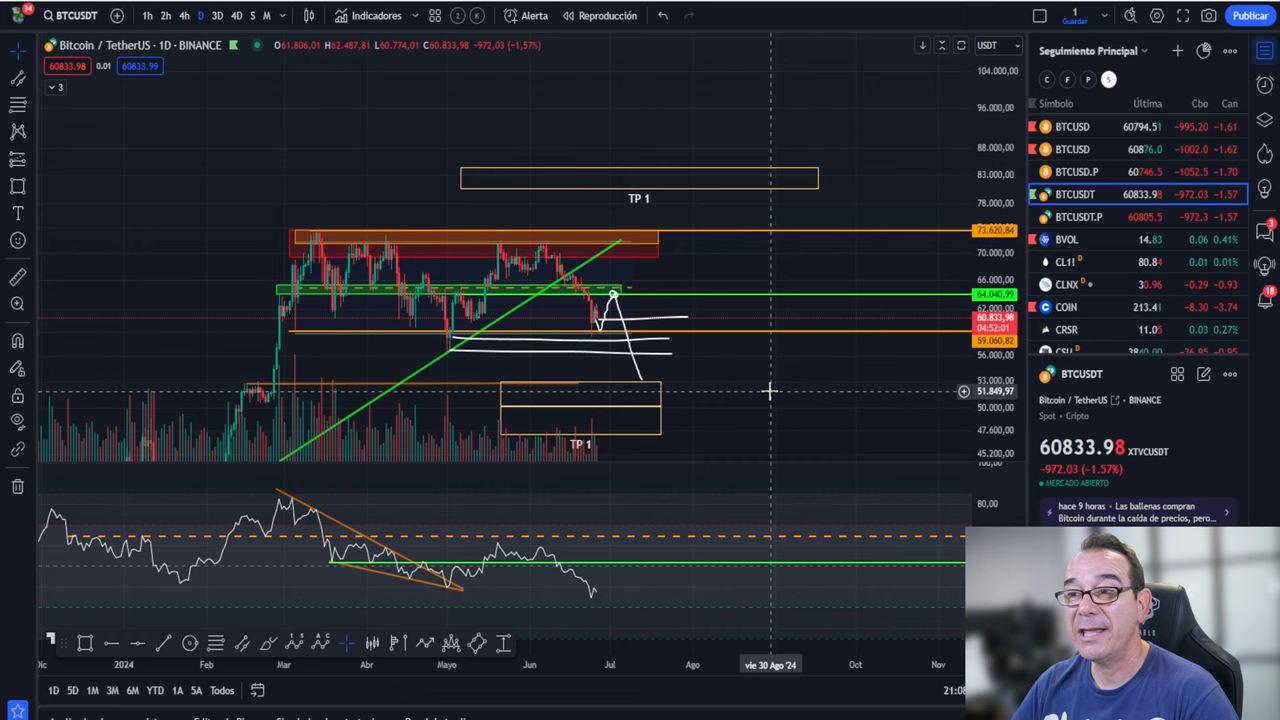 34
BTCUSDT
1h 2h 4h D 3D 4D S M
Indicadores
2 K
Alerta
Reproducción
1
Guardar
Publicar
Bitcoin / TetherUS · 1D · BINANCE
O61.806,01 H62.487,81 L60.774,01 C60.833,98 -972,03 (-1,57%)
USDT
60833.98 0.01 60833.99
3
104.000,00
96.000,00
88.000,00
83.000,00
78.000,00
73.620,84
70.000,00
66.000,00
64.040,99
62.000,00
60.833,98
04:52:01
59.060,82
56.000,00
53.000,00
51.849,97
50.000,00
47.600,00
45.200,00
TP 1
TP 1
100,00
80,00
Dic 2024 Feb Mar Abr Mayo Jun Jul Ago vie 30 Ago '24 Oct Nov
1D 5D 1M 3M 6M YTD 1A 5A Todos
21:08
Seguimiento Principal
C F P S
Símbolo Última Cbo Can
BTCUSD 60794.51 -995.20 -1.61
BTCUSD 60876.0 -1002.0 -1.62
BTCUSD.P 60746.5 -1052.5 -1.70
BTCUSDT 60833.98 -972.03 -1.57
BTCUSDT.P 60805.5 -972.3 -1.57
BVOL 14.83 0.06 0.41%
CL1! D 80.84 0.01 0.01%
CLNX D 30.96 -0.29 -0.93
COIN 213.41 -8.30 -3.74
CRSR 11.05 0.03 0.27%
BTCUSDT
Bitcoin / TetherUS · BINANCE
Spot · Cripto
60833.98 XTVCUSDT
-972.03 (-1.57%)
MERCADO ABIERTO
hace 9 horas · Las ballenas compran
Bitcoin durante la caída de precios, pero...
3
18